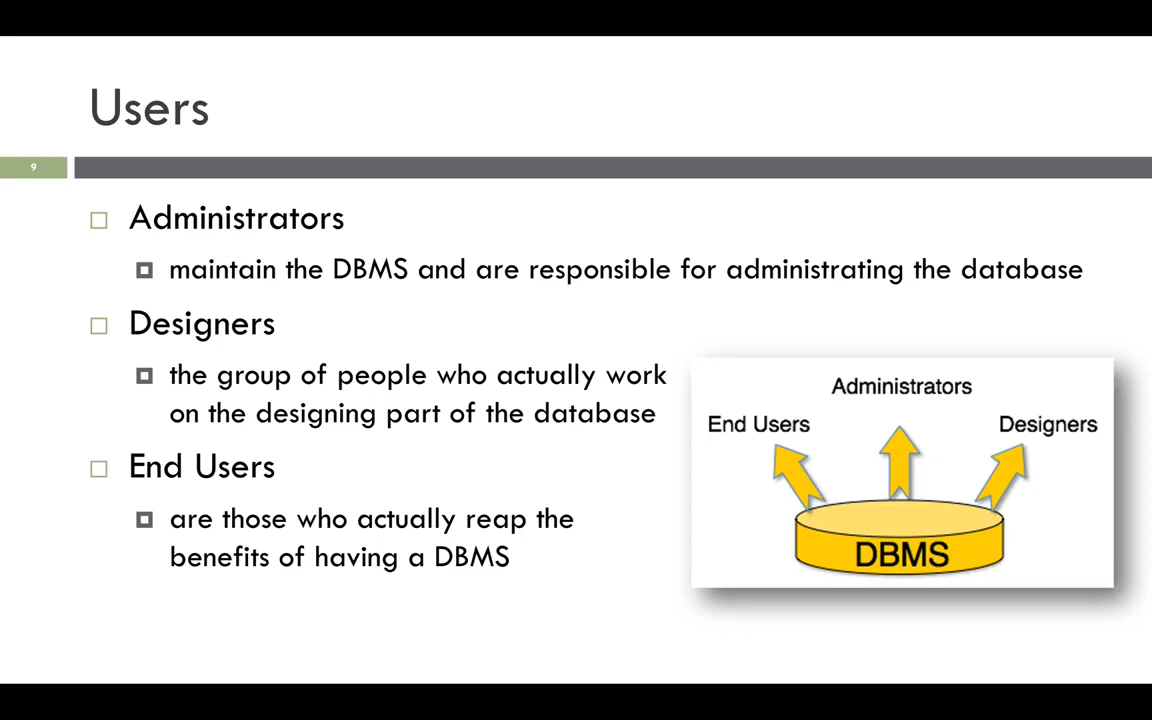 Users
9
Administrators
maintain the DBMS and are responsible for administrating the database
Designers
the group of people who actually work
on the designing part of the database
End Users
are those who actually reap the
benefits of having a DBMS
Administrators
End Users
Designers
DBMS